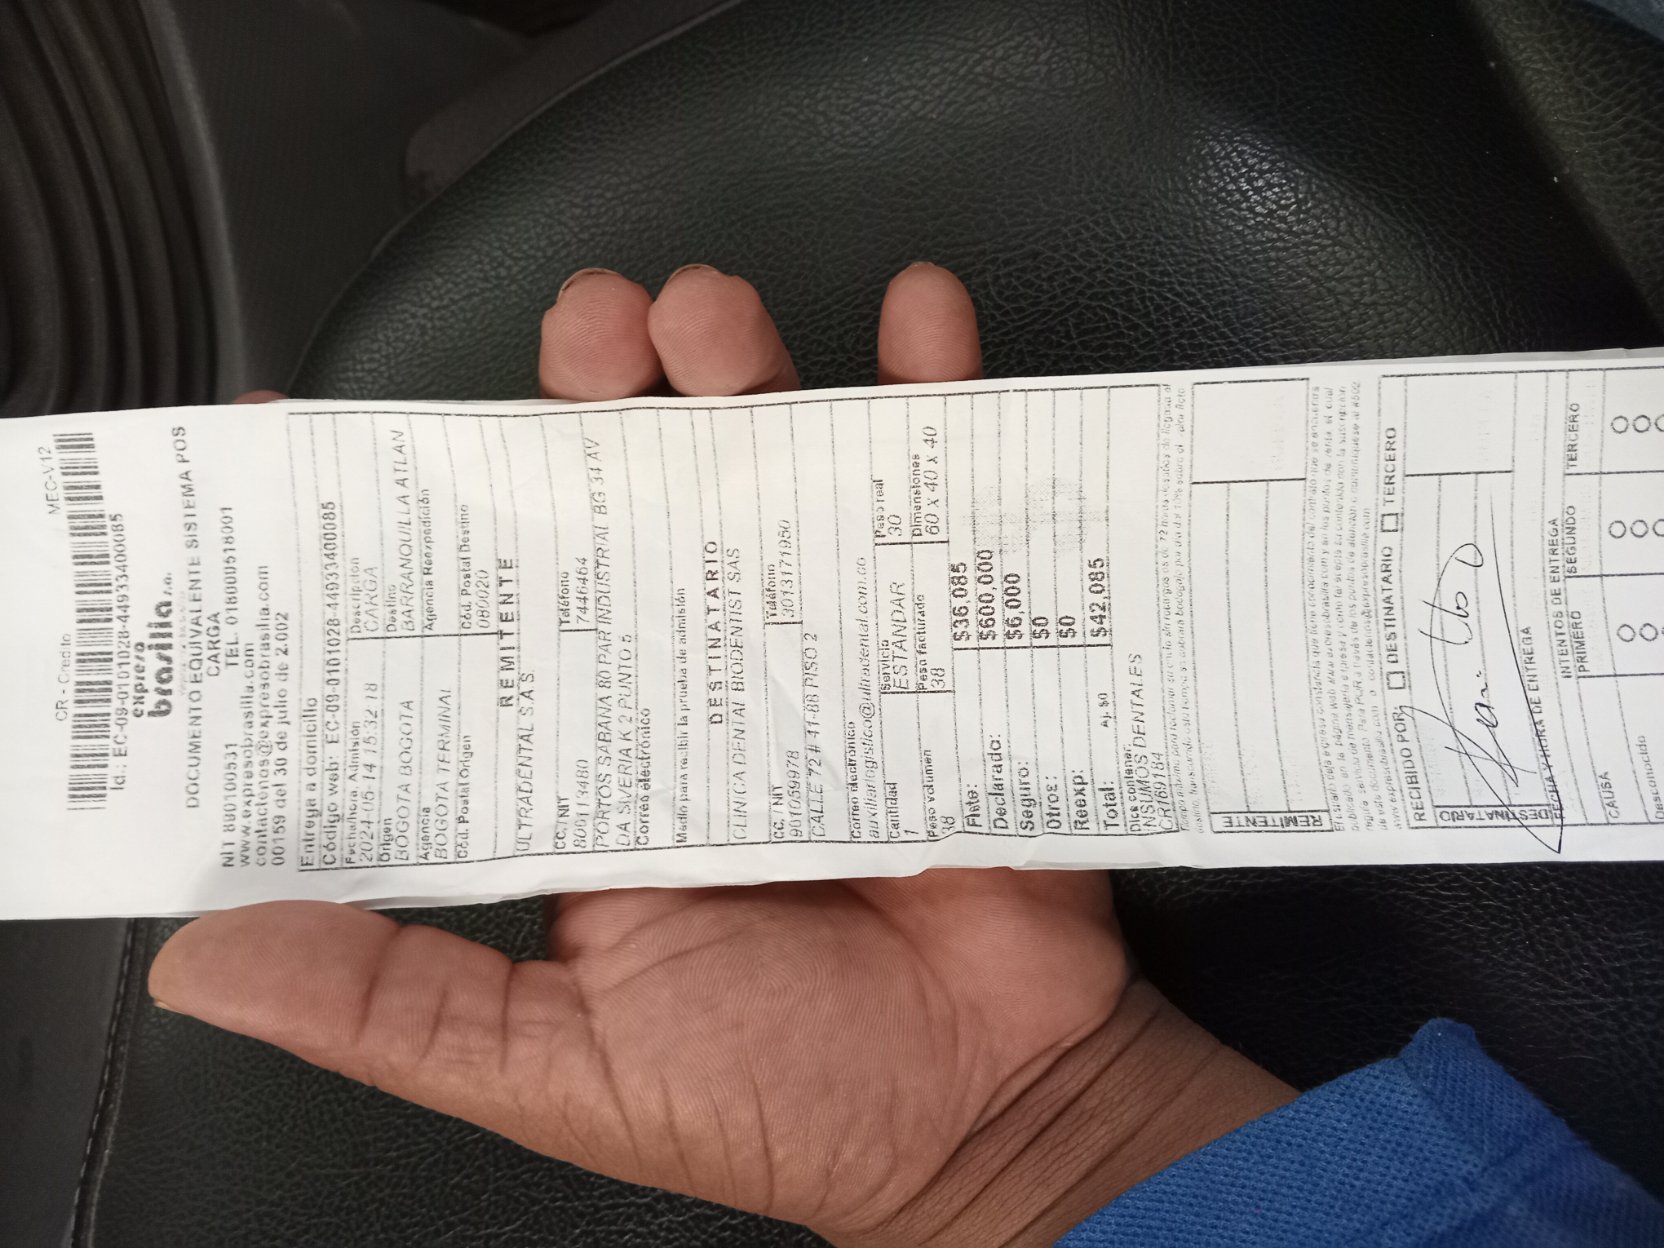 MEC-V12
CR - Credito
Id.: EC-09-0101028-44933400085
expreso
brasilia s.a.
DOCUMENTO EQUIVALENTE SISTEMA POS
CARGA
NIT 890100531 TEL. 018000518001
www.expresobrasilia.com
contactenos@expresobrasilia.com
00159 del 30 de julio de 2.002
Entrega a domicilio
Código web: EC-09-0101028-44933400085
Fecha/Hora Admisión Descripcion
2024-05-14 15:32:18 CARGA
Origen Destino
BOGOTA BOGOTA BARRANQUILLA ATLAN
Agencia Agencia Reexpedición
BOGOTA TERMINAL
Cód. Postal Origen Cód. Postal Destino
080020
REMITENTE
ULTRADENTAL S.A.S.
CC. / NIT Teléfono
800113480 7446464
PORTOS SABANA 80 PAR INDUSTRIAL BG 34 AV
DA SIVERIA K 2 PUNTO 5
Correo electrónico
Medio para recibir la prueba de admisión
DESTINATARIO
CLINICA DENTAL BIODENTIST SAS
CC. / NIT Teléfono
901059978 3013171950
CALLE 72 # 41-88 PISO 2
Correo electrónico
auxiliarlogistico@ultradental.com.co
Cantidad Servicio Peso real
1 ESTANDAR 30
Peso volumen Peso facturado Dimensiones
38 38 60 x 40 x 40
Flete: $36,085
Declarada: $600,000
Seguro: $6,000
Otros: $0
Reexp: $0
Total: Aj. $0 $42,085
Dice contener:
INSUMOS DENTALES
CR169184
REMITENTE
RECIBIDO POR: DESTINATARIO TERCERO
DESTINATARIO
FECHA Y HORA DE ENTREGA
INTENTOS DE ENTREGA
CAUSA PRIMERO SEGUNDO TERCERO
Desconocido